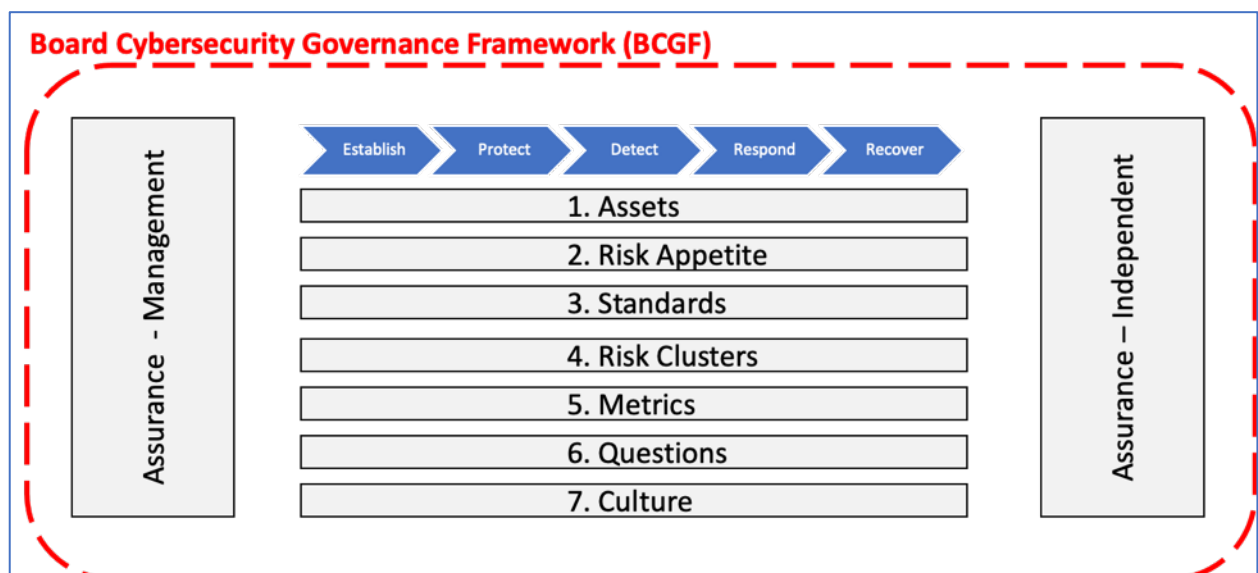 Board Cybersecurity Governance Framework (BCGF)
Assurance - Management
Establish
Protect
Detect
Respond
Recover
1. Assets
2. Risk Appetite
3. Standards
4. Risk Clusters
5. Metrics
6. Questions
7. Culture
Assurance – Independent